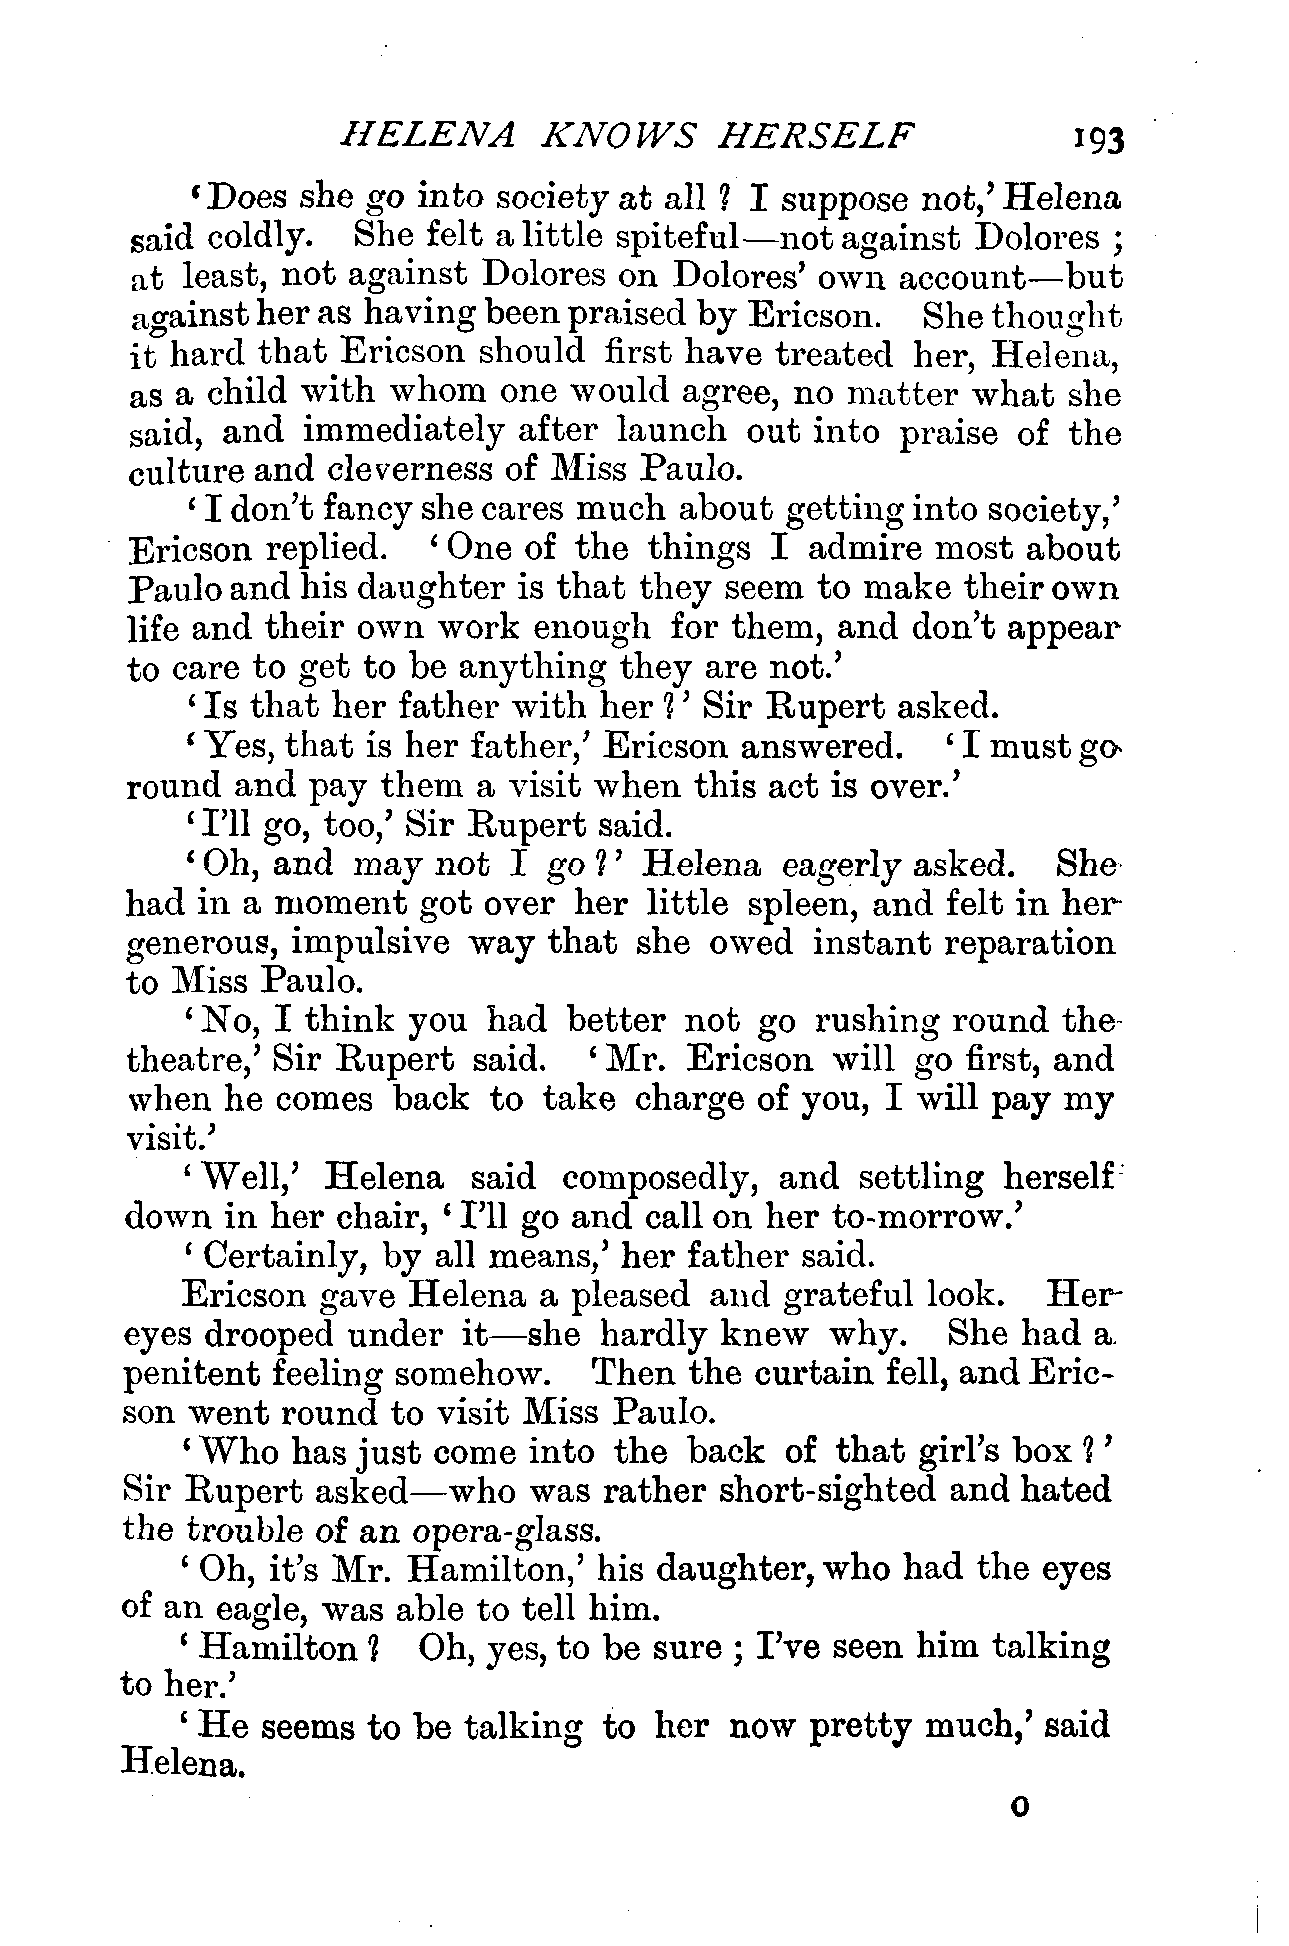 HELENA KNOWS HERSELF 193
‘Does she go into society at all ? I suppose not,’ Helena
said coldly. She felt a little spiteful—not against Dolores ;
at least, not against Dolores on Dolores’ own account—but
against her as having been praised by Ericson. She thought
it hard that Ericson should first have treated her, Helena,
as a child with whom one would agree, no matter what she
said, and immediately after launch out into praise of the
culture and cleverness of Miss Paulo.
‘I don’t fancy she cares much about getting into society,’
Ericson replied. ‘One of the things I admire most about
Paulo and his daughter is that they seem to make their own
life and their own work enough for them, and don’t appear
to care to get to be anything they are not.’
‘Is that her father with her ?’ Sir Rupert asked.
‘Yes, that is her father,’ Ericson answered. ‘I must go
round and pay them a visit when this act is over.’
‘I’ll go, too,’ Sir Rupert said.
‘Oh, and may not I go ?’ Helena eagerly asked. She
had in a moment got over her little spleen, and felt in her
generous, impulsive way that she owed instant reparation
to Miss Paulo.
‘No, I think you had better not go rushing round the
theatre,’ Sir Rupert said. ‘Mr. Ericson will go first, and
when he comes back to take charge of you, I will pay my
visit.’
‘Well,’ Helena said composedly, and settling herself
down in her chair, ‘I’ll go and call on her to-morrow.’
‘Certainly, by all means,’ her father said.
Ericson gave Helena a pleased and grateful look. Her
eyes drooped under it—she hardly knew why. She had a
penitent feeling somehow. Then the curtain fell, and Eric-
son went round to visit Miss Paulo.
‘Who has just come into the back of that girl’s box ?’
Sir Rupert asked—who was rather short-sighted and hated
the trouble of an opera-glass.
‘Oh, it’s Mr. Hamilton,’ his daughter, who had the eyes
of an eagle, was able to tell him.
‘Hamilton ? Oh, yes, to be sure ; I’ve seen him talking
to her.’
‘He seems to be talking to her now pretty much,’ said
Helena.
O